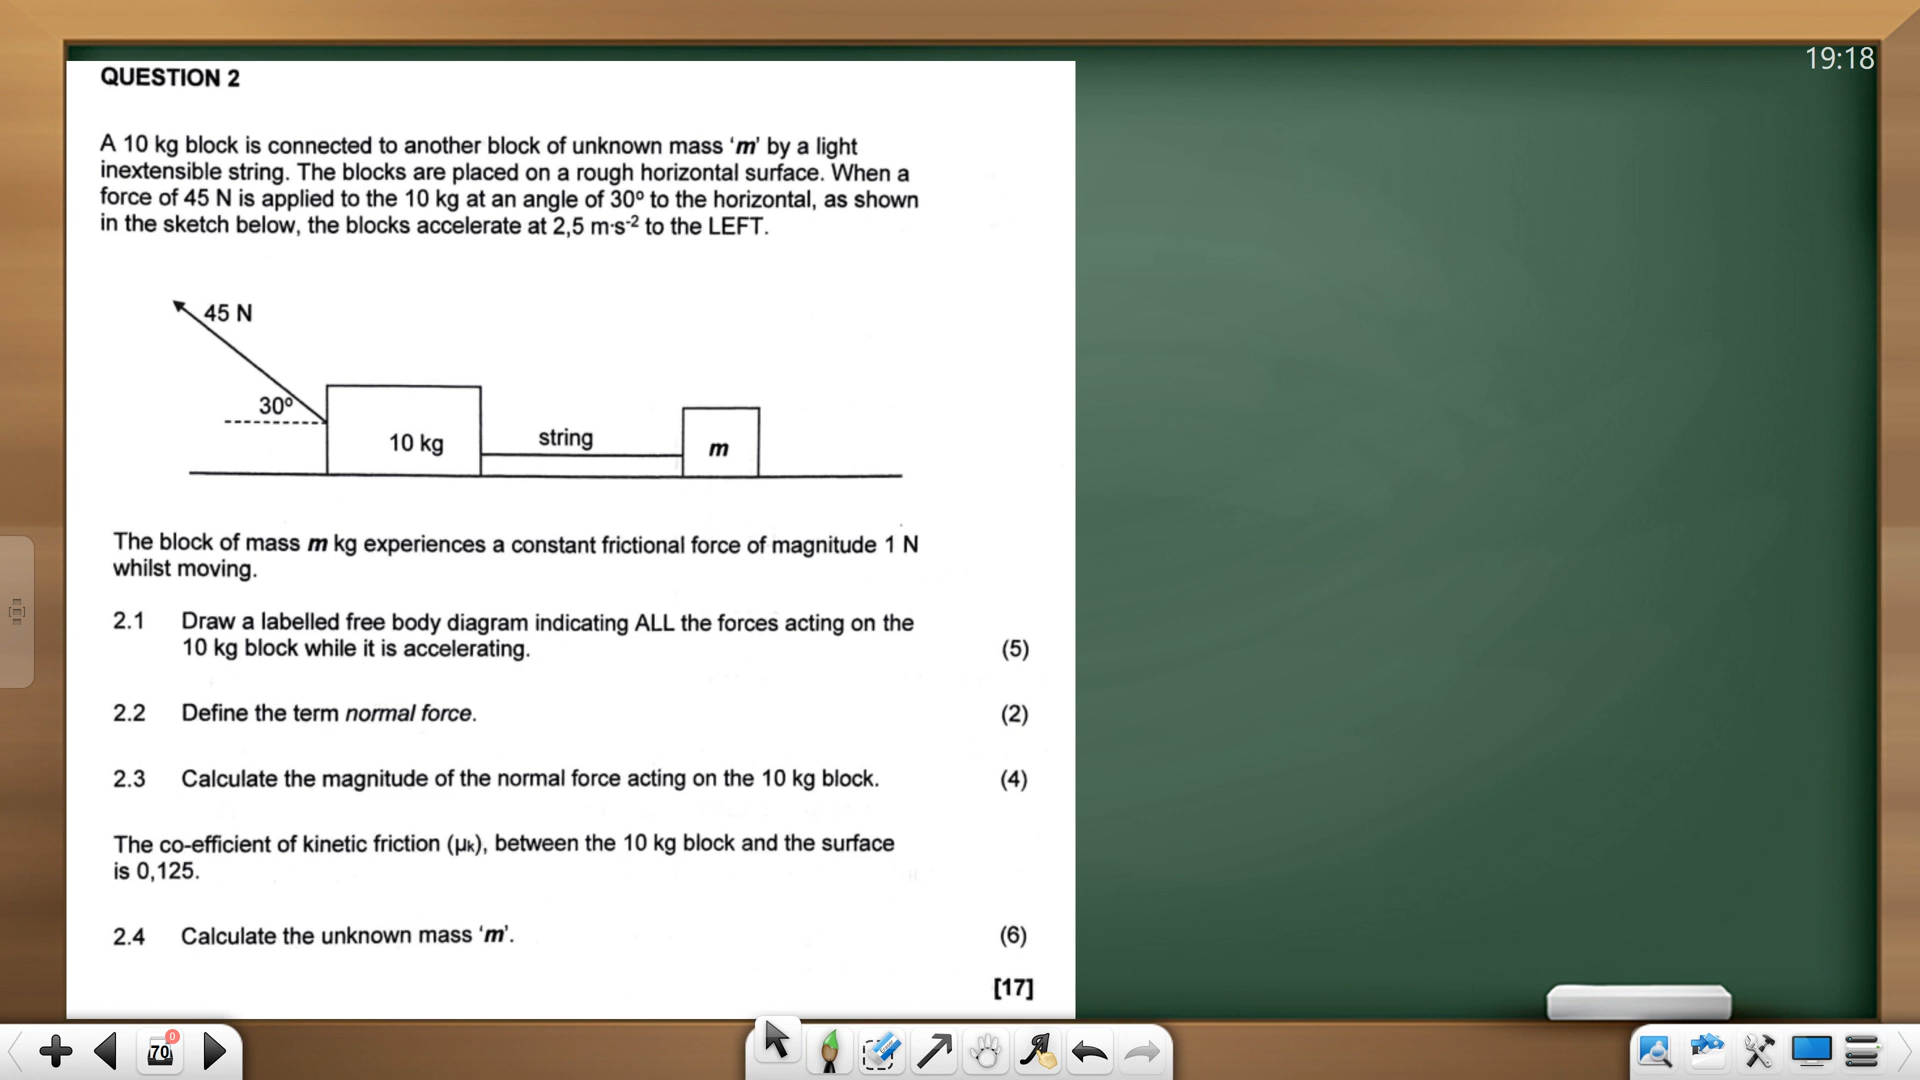 19:18
QUESTION 2
A 10 kg block is connected to another block of unknown mass ‘m’ by a light
inextensible string. The blocks are placed on a rough horizontal surface. When a
force of 45 N is applied to the 10 kg at an angle of 30º to the horizontal, as shown
in the sketch below, the blocks accelerate at 2,5 m·s⁻² to the LEFT.
45 N
30º
10 kg
string
m
The block of mass m kg experiences a constant frictional force of magnitude 1 N
whilst moving.
2.1 Draw a labelled free body diagram indicating ALL the forces acting on the
10 kg block while it is accelerating. (5)
2.2 Define the term normal force. (2)
2.3 Calculate the magnitude of the normal force acting on the 10 kg block. (4)
The co-efficient of kinetic friction (µk), between the 10 kg block and the surface
is 0,125.
2.4 Calculate the unknown mass ‘m’. (6)
[17]
70
0